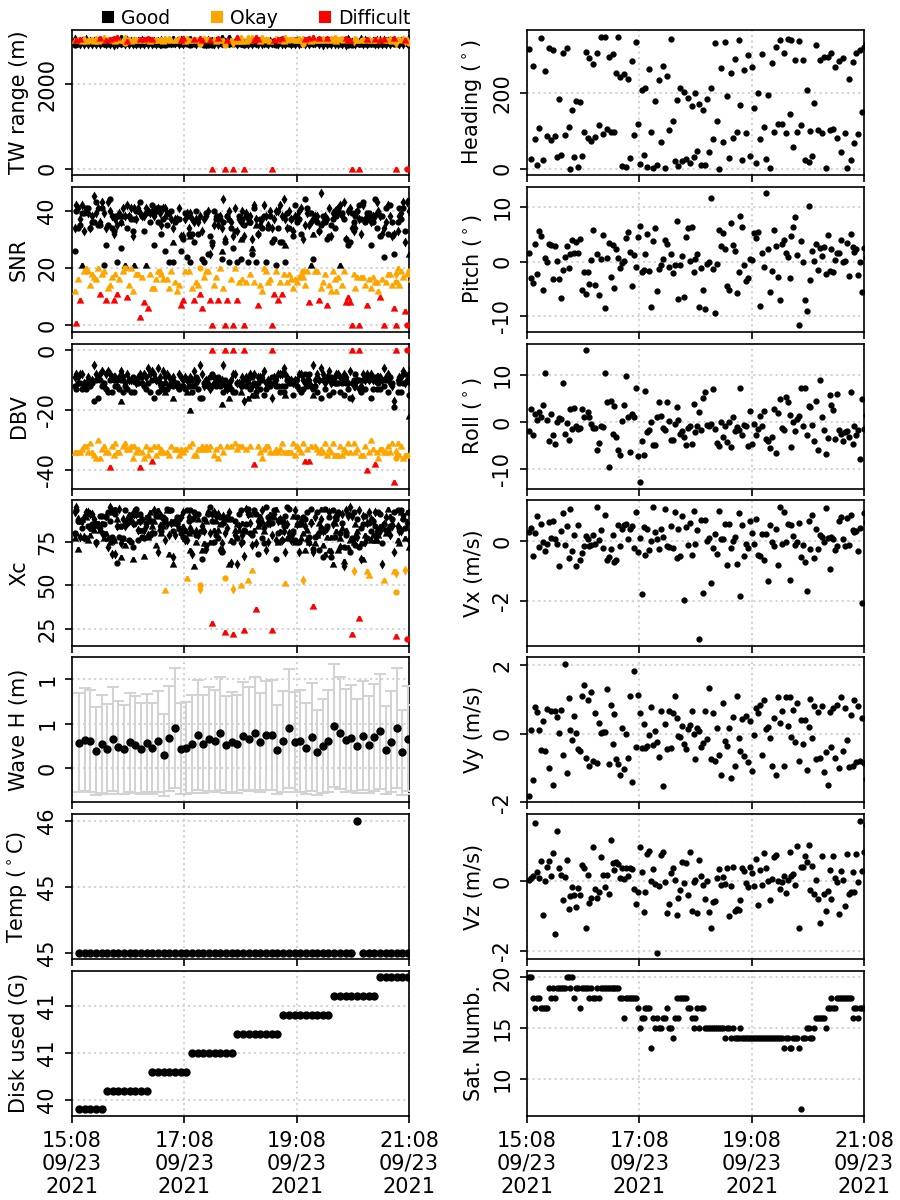 Good Okay Difficult
TW range (m)
2000
0
SNR
40
20
0
DBV
0
-20
-40
Xc
75
50
25
Wave H (m)
1
1
0
Temp (°C)
46
45
45
Disk used (G)
41
41
40
15:08 17:08 19:08 21:08
09/23 09/23 09/23 09/23
2021 2021 2021 2021
Heading (°)
200
0
Pitch (°)
10
0
-10
Roll (°)
10
0
-10
Vx (m/s)
0
-2
Vy (m/s)
2
0
-2
Vz (m/s)
0
-2
Sat. Numb.
20
15
10
15:08 17:08 19:08 21:08
09/23 09/23 09/23 09/23
2021 2021 2021 2021